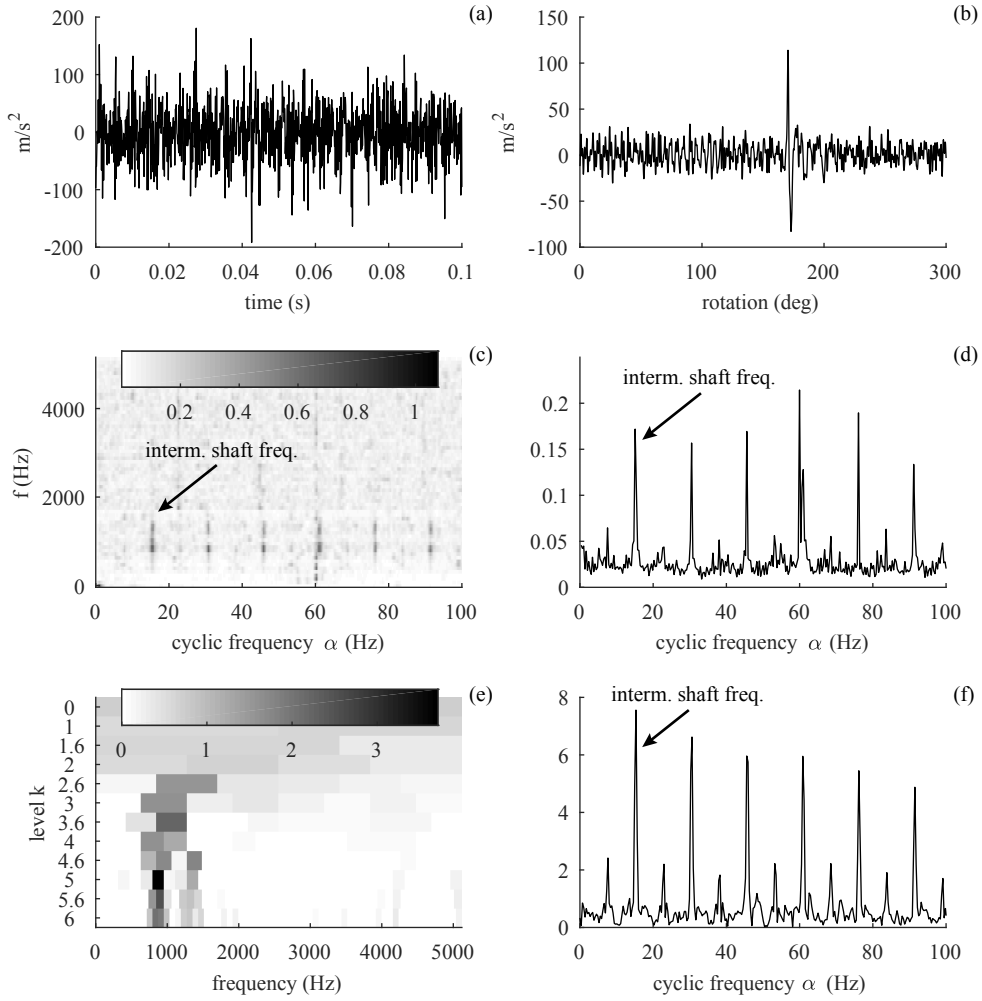 (a)
200
100
0
-100
-200
m/s²
0 0.02 0.04 0.06 0.08 0.1
time (s)
(b)
150
100
50
0
-50
-100
m/s²
0 100 200 300
rotation (deg)
(c)
0.2 0.4 0.6 0.8 1
interm. shaft freq.
4000
2000
0
f (Hz)
0 20 40 60 80 100
cyclic frequency α (Hz)
(d)
interm. shaft freq.
0.2
0.15
0.1
0.05
0
0 20 40 60 80 100
cyclic frequency α (Hz)
(e)
0 1 2 3
0
1
1.6
2
2.6
3
3.6
4
4.6
5
5.6
6
level k
0 1000 2000 3000 4000 5000
frequency (Hz)
(f)
interm. shaft freq.
8
6
4
2
0
0 20 40 60 80 100
cyclic frequency α (Hz)